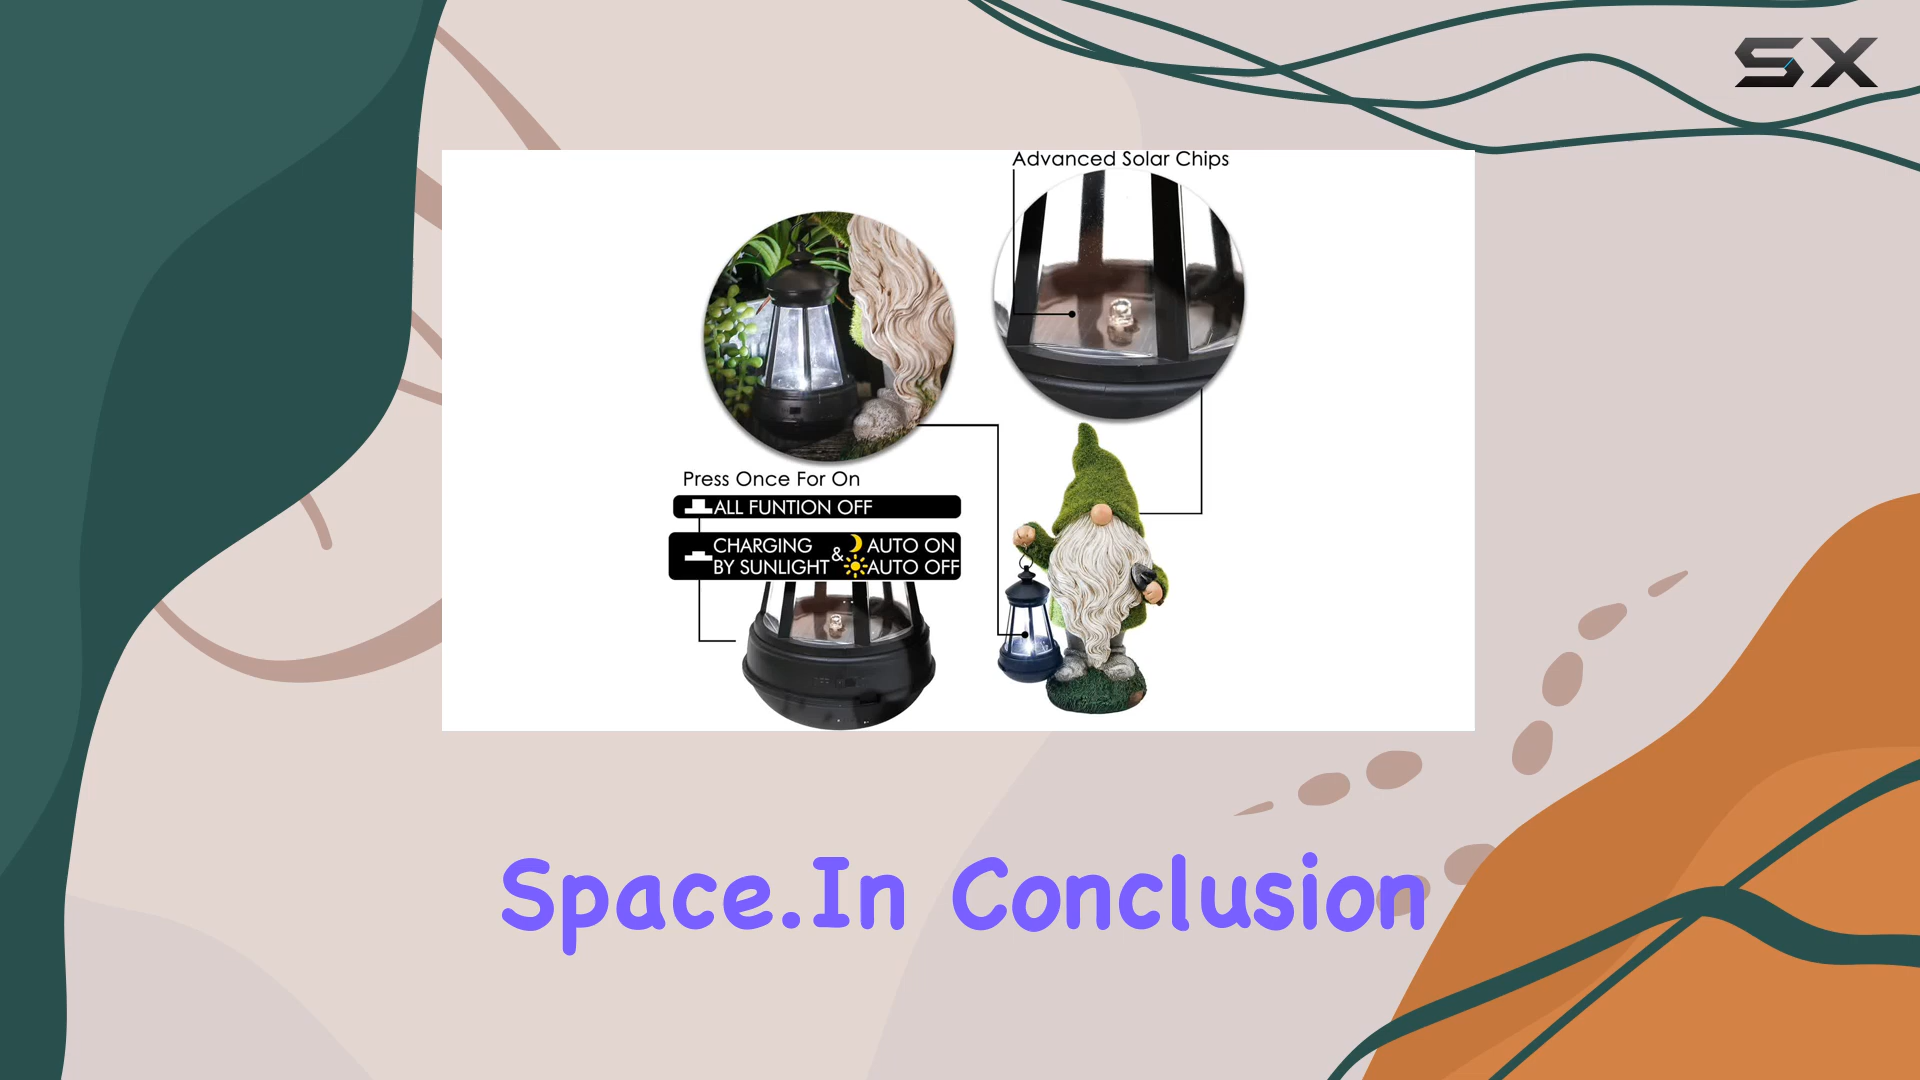 SX
Advanced Solar Chips
Press Once For On
ALL FUNTION OFF
CHARGING & AUTO ON
BY SUNLIGHT AUTO OFF
Space.In Conclusion